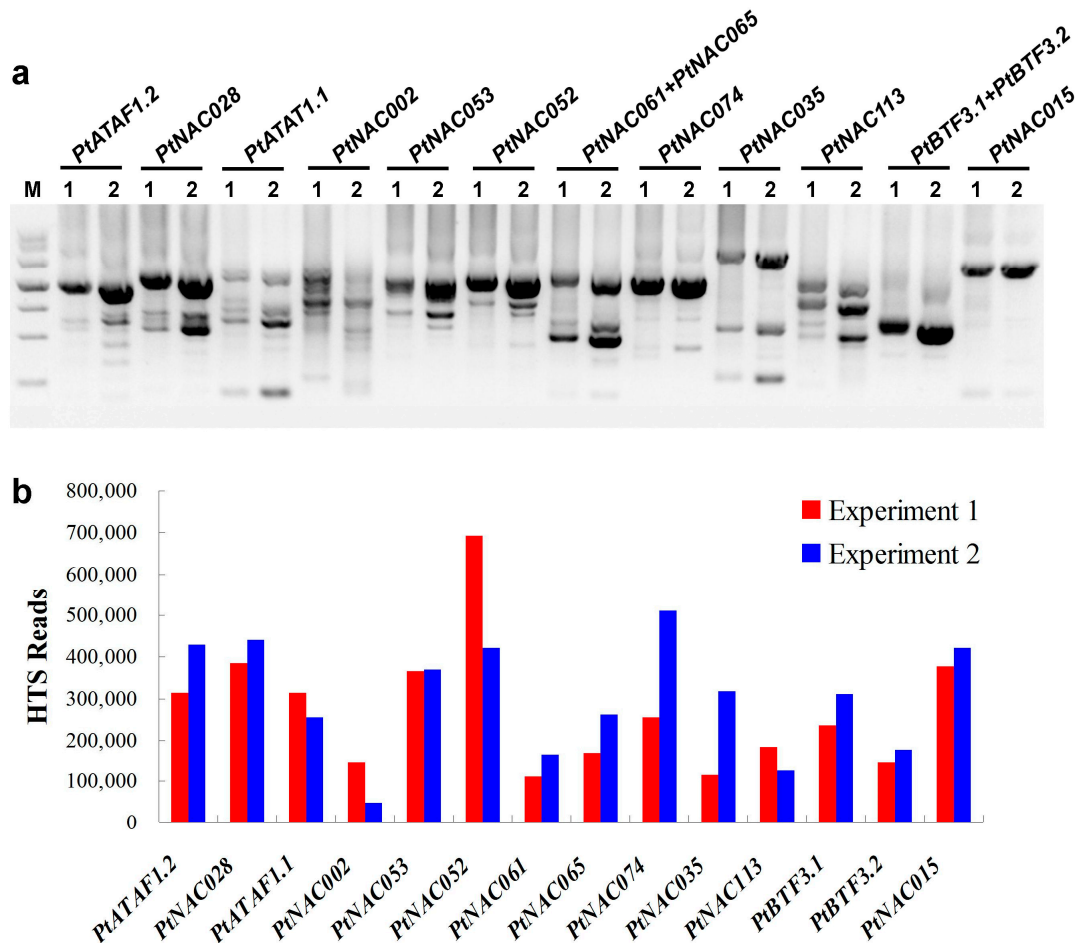 a
PtATAF1.2
PtNAC028
PtATAT1.1
PtNAC002
PtNAC053
PtNAC052
PtNAC061+PtNAC065
PtNAC074
PtNAC035
PtNAC113
PtBTF3.1+PtBTF3.2
PtNAC015
M 1 2 1 2 1 2 1 2 1 2 1 2 1 2 1 2 1 2 1 2 1 2 1 2
b
800,000
700,000
600,000
500,000
400,000
300,000
200,000
100,000
0
HTS Reads
Experiment 1
Experiment 2
PtATAF1.2
PtNAC028
PtATAF1.1
PtNAC002
PtNAC053
PtNAC052
PtNAC061
PtNAC065
PtNAC074
PtNAC035
PtNAC113
PtBTF3.1
PtBTF3.2
PtNAC015